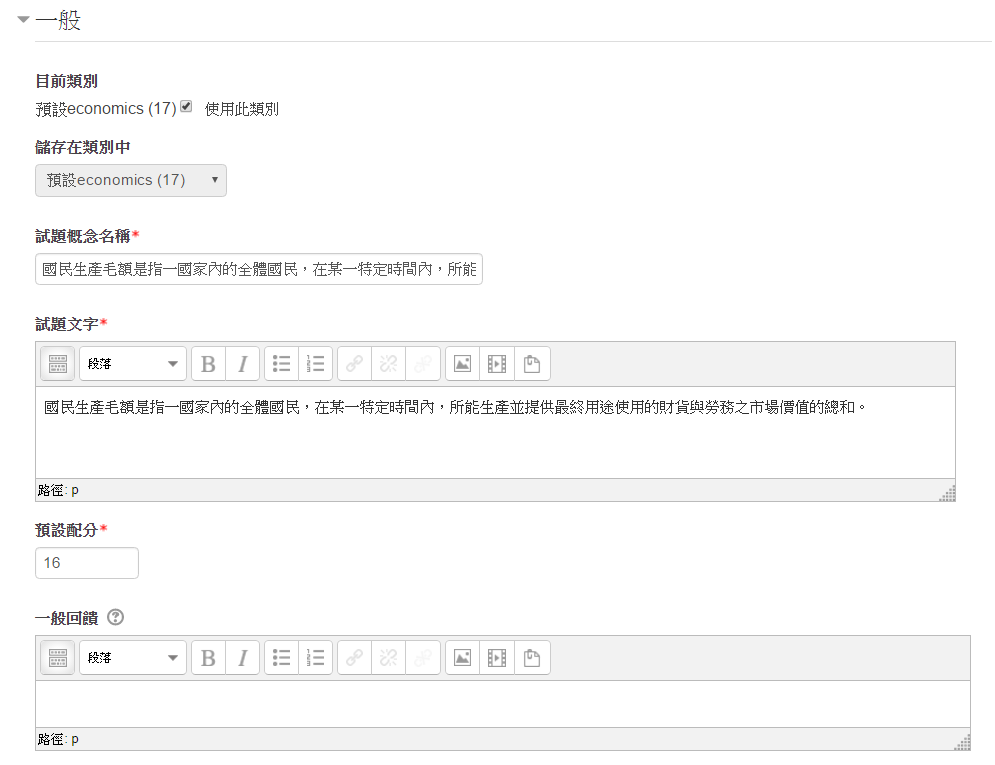 一般
目前類別
預設economics (17) 使用此類別
儲存在類別中
預設economics (17)
試題概念名稱*
國民生產毛額是指一國家內的全體國民，在某一特定時間內，所能
試題文字*
段落 B I
國民生產毛額是指一國家內的全體國民，在某一特定時間內，所能生產並提供最終用途使用的財貨與勞務之市場價值的總和。
路徑: p
預設配分*
16
一般回饋
段落 B I
路徑: p